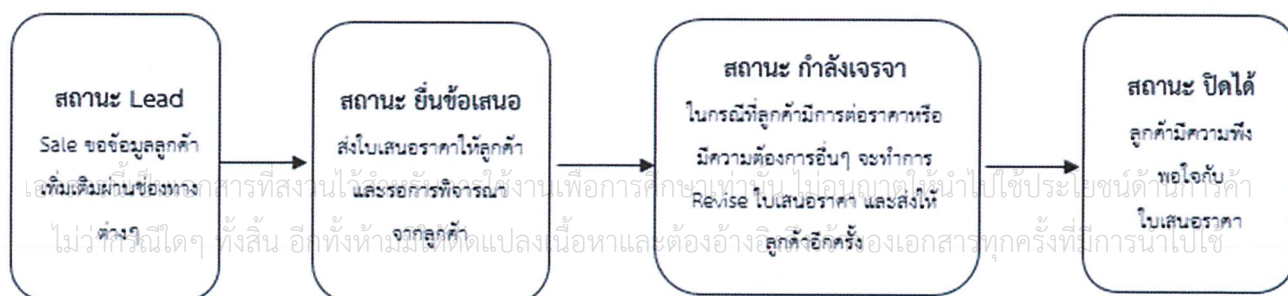 สถานะ Lead
Sale ขอข้อมูลลูกค้า
เพิ่มเติมผ่านช่องทาง
ต่างๆ
สถานะ ยื่นข้อเสนอ
ส่งใบเสนอราคาให้ลูกค้า
และรอการพิจารณา
จากลูกค้า
สถานะ กำลังเจรจา
ในกรณีที่ลูกค้ามีการต่อราคาหรือ
มีความต้องการอื่นๆ จะทำการ
Revise ใบเสนอราคา และส่งให้
ลูกค้าอีกครั้ง
สถานะ ปิดได้
ลูกค้ามีความพึง
พอใจกับ
ใบเสนอราคา
เอกสารนี้เป็นเอกสารที่สงวนไว้สำหรับการใช้งานเพื่อการศึกษาเท่านั้น ไม่อนุญาตให้นำไปใช้ประโยชน์ด้านการค้า
ไม่ว่ากรณีใดๆ ทั้งสิ้น อีกทั้งห้ามมิให้ดัดแปลงเนื้อหาและต้องอ้างอิงถึงเจ้าของเอกสารทุกครั้งที่มีการนำไปใช้